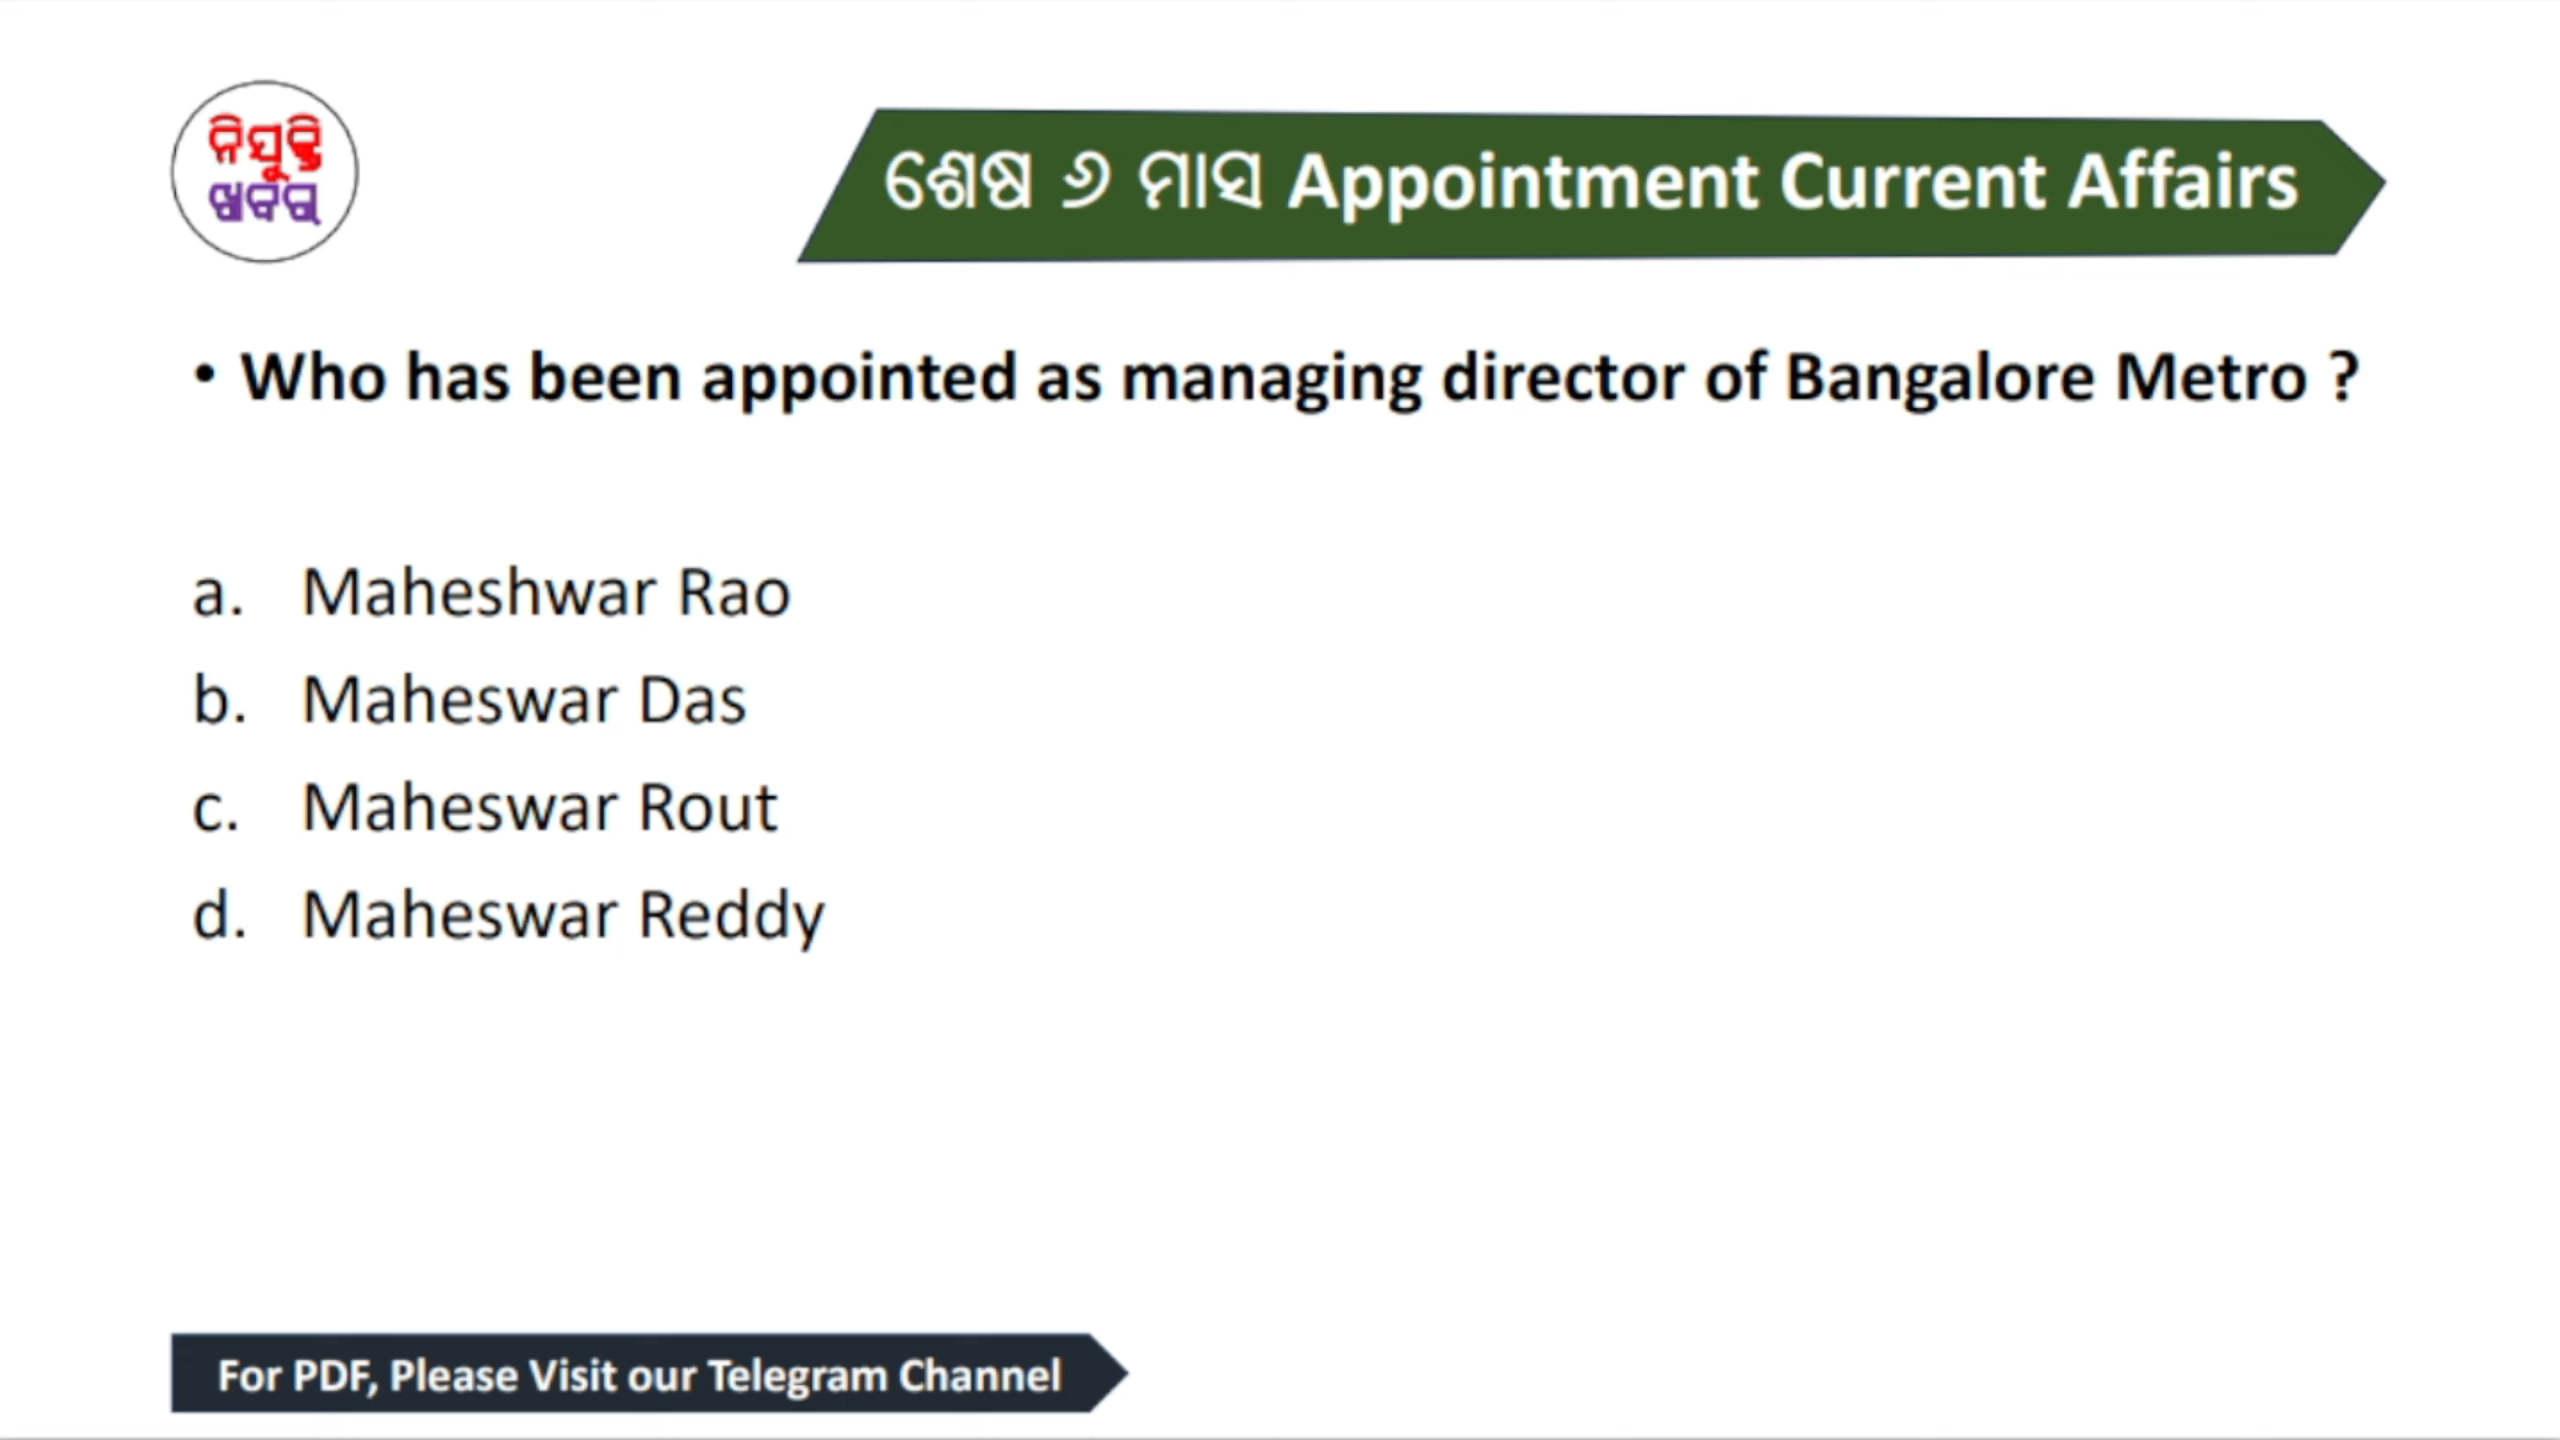 ନିଯୁକ୍ତି
ଖବର
ଶେଷ ୬ ମାସ Appointment Current Affairs
• Who has been appointed as managing director of Bangalore Metro ?
a. Maheshwar Rao
b. Maheswar Das
c. Maheswar Rout
d. Maheswar Reddy
For PDF, Please Visit our Telegram Channel